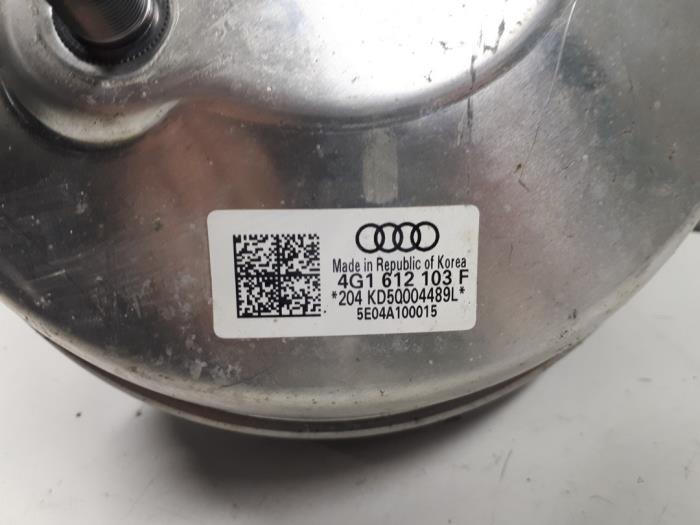 Made in Republic of Korea
4G1 612 103 F
*204 KD50004489L*
5E04A100015